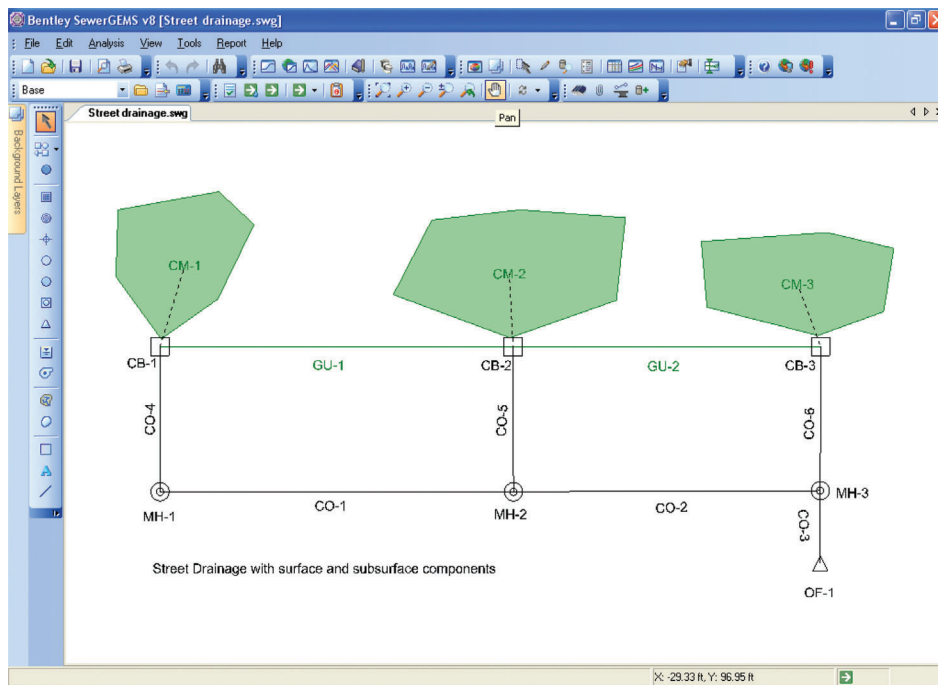 Bentley SewerGEMS v8 [Street drainage.swg]
File Edit Analysis View Tools Report Help
Base
Street drainage.swg
Pan
Background Layers
CM-1
CM-2
CM-3
CB-1
GU-1
CB-2
GU-2
CB-3
CO-4
CO-5
CO-6
MH-1
CO-1
MH-2
CO-2
MH-3
CO-3
Street Drainage with surface and subsurface components
OF-1
X: -29.33 ft, Y: 96.95 ft